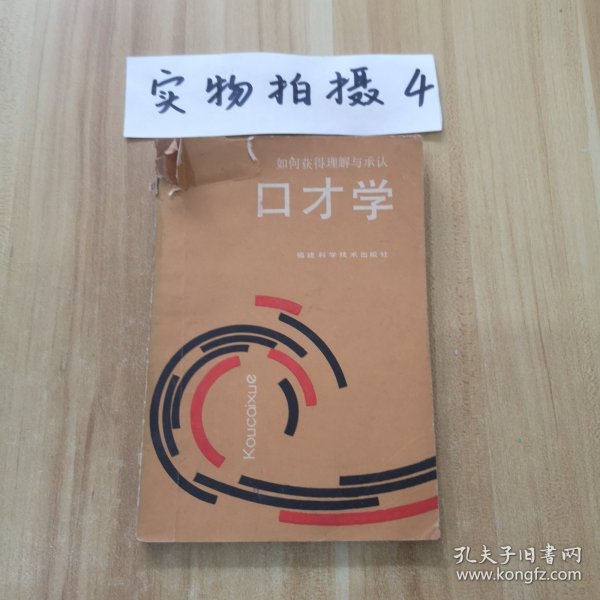 实物拍摄4
如何获得理解与承认
口才学
福建科学技术出版社
Koucaixue
孔夫子旧书网
www.kongfz.com